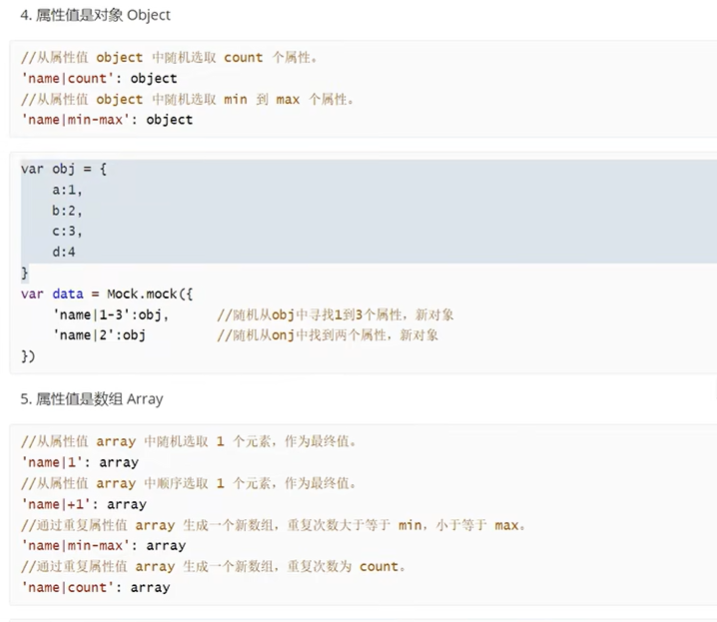 4. 属性值是对象 Object
//从属性值 object 中随机选取 count 个属性。
'name|count': object
//从属性值 object 中随机选取 min 到 max 个属性。
'name|min-max': object
var obj = {
    a:1,
    b:2,
    c:3,
    d:4
}
var data = Mock.mock({
    'name|1-3':obj,      //随机从obj中寻找1到3个属性，新对象
    'name|2':obj         //随机从onj中找到两个属性，新对象
})
5. 属性值是数组 Array
//从属性值 array 中随机选取 1 个元素，作为最终值。
'name|1': array
//从属性值 array 中顺序选取 1 个元素，作为最终值。
'name|+1': array
//通过重复属性值 array 生成一个新数组，重复次数大于等于 min，小于等于 max。
'name|min-max': array
//通过重复属性值 array 生成一个新数组，重复次数为 count。
'name|count': array